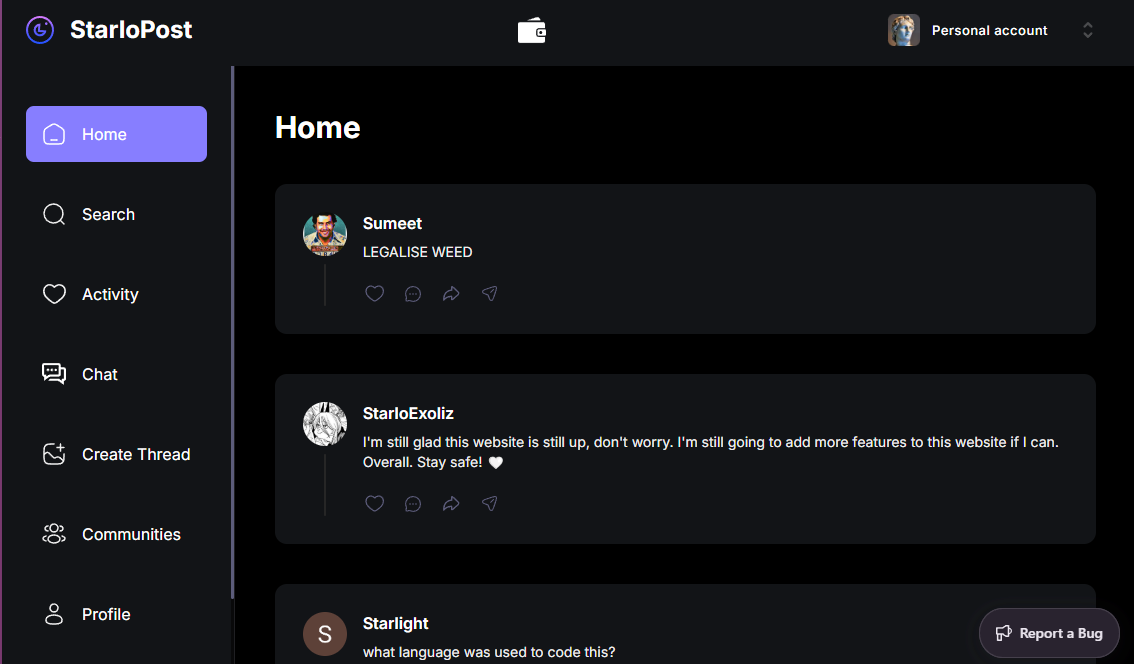 StarloPost
Personal account
Home
Search
Activity
Chat
Create Thread
Communities
Profile
Home
Sumeet
LEGALISE WEED
StarloExoliz
I'm still glad this website is still up, don't worry. I'm still going to add more features to this website if I can.
Overall. Stay safe! 🤍
S
Starlight
what language was used to code this?
Report a Bug